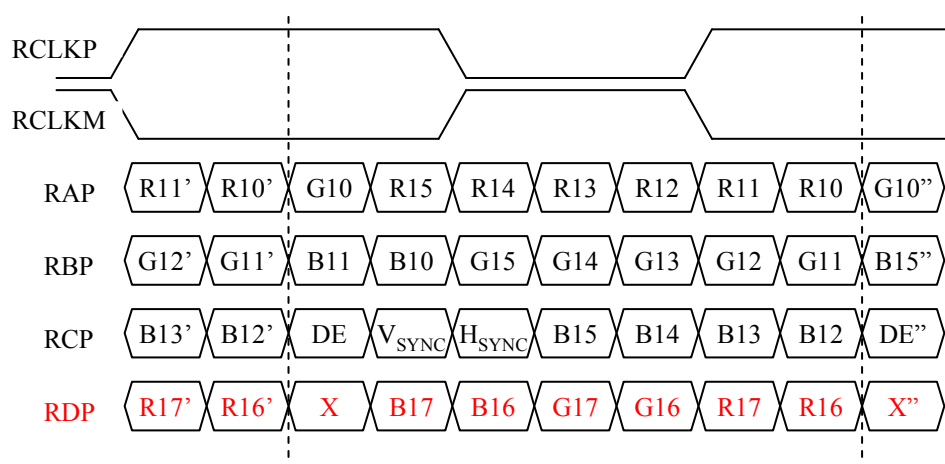 RCLKP
RCLKM
RAP R11’ R10’ G10 R15 R14 R13 R12 R11 R10 G10”
RBP G12’ G11’ B11 B10 G15 G14 G13 G12 G11 B15”
RCP B13’ B12’ DE VSYNC HSYNC B15 B14 B13 B12 DE”
RDP R17’ R16’ X B17 B16 G17 G16 R17 R16 X”